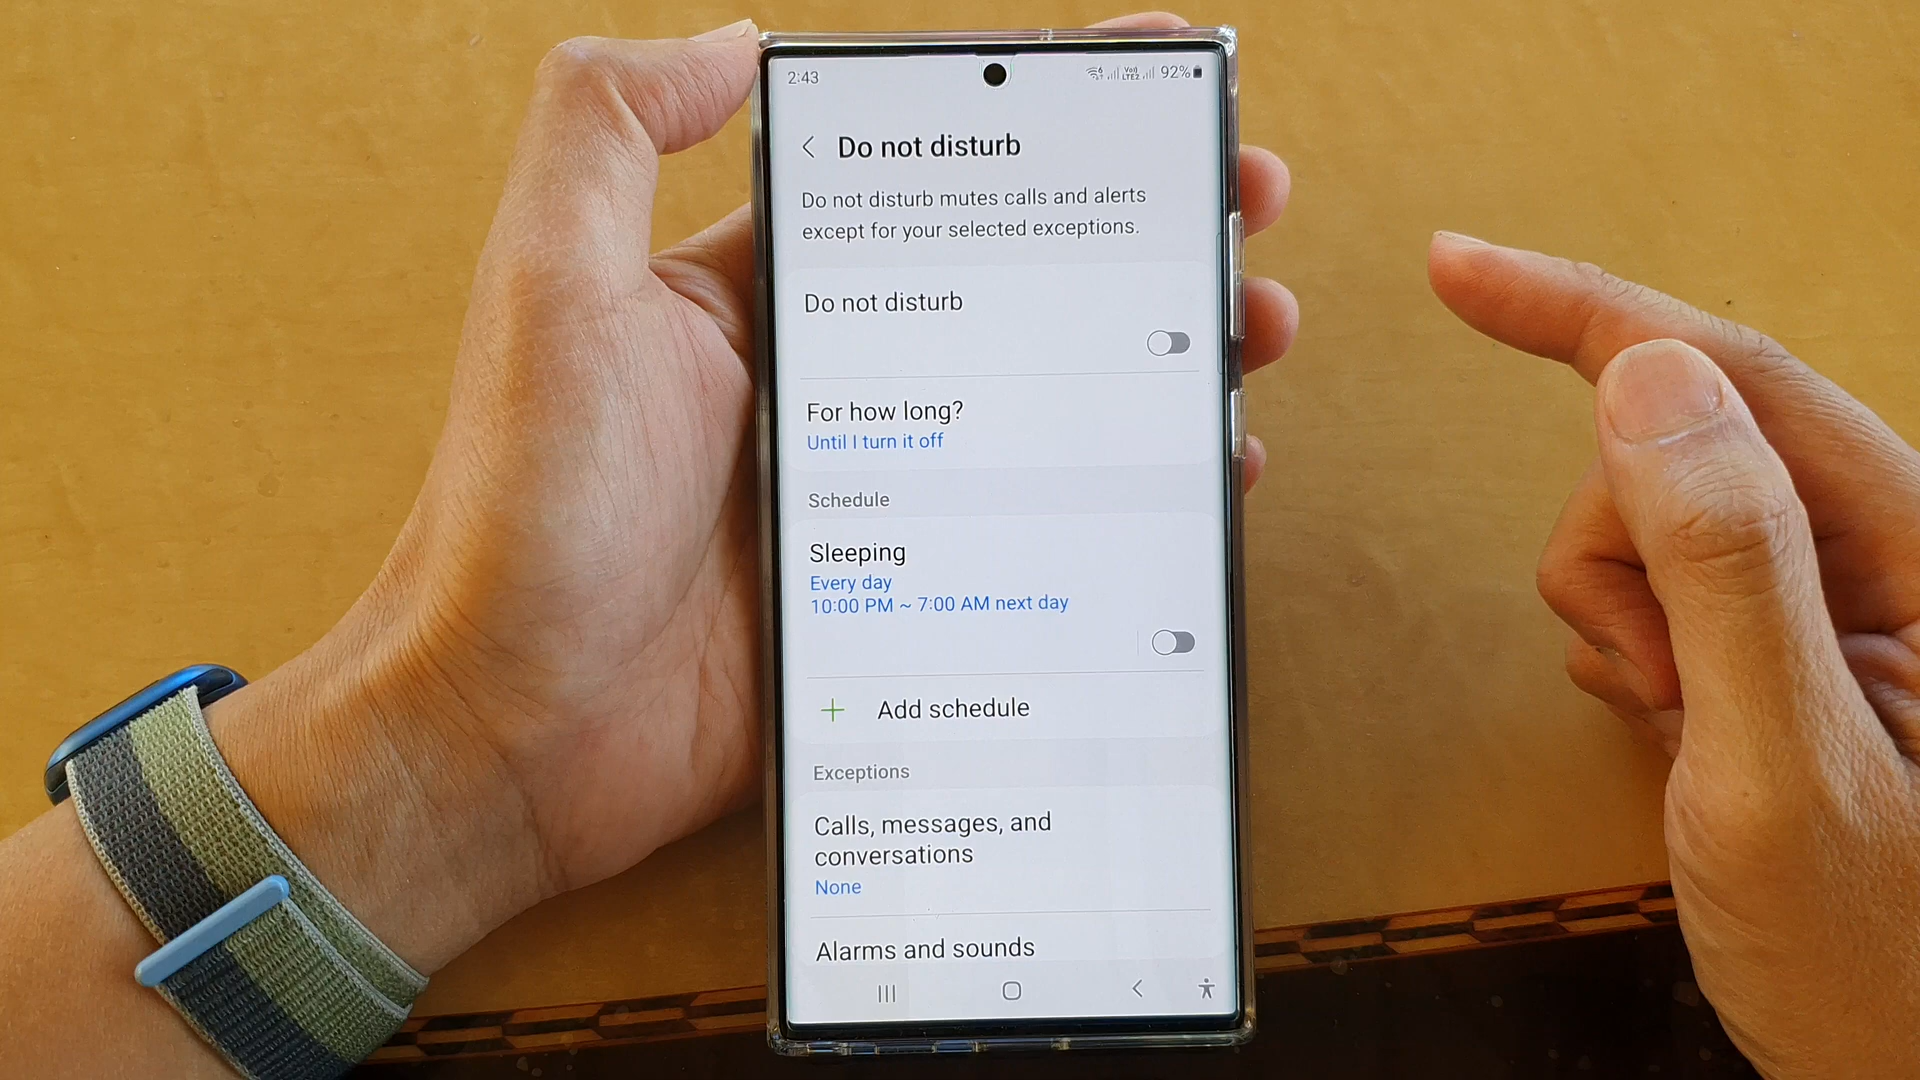 2:43
92%
Do not disturb
Do not disturb mutes calls and alerts
except for your selected exceptions.
Do not disturb
For how long?
Until I turn it off
Schedule
Sleeping
Every day
10:00 PM ~ 7:00 AM next day
Add schedule
Exceptions
Calls, messages, and
conversations
None
Alarms and sounds